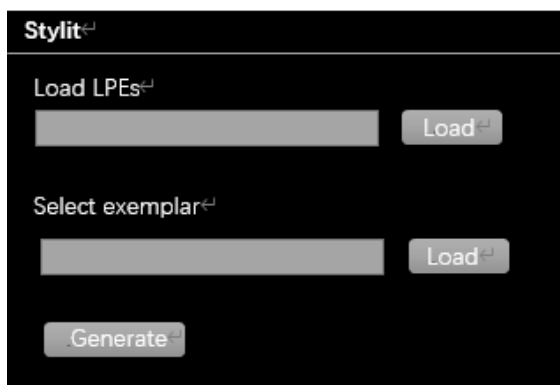 Stylit
Load LPEs
Load
Select exemplar
Load
Generate